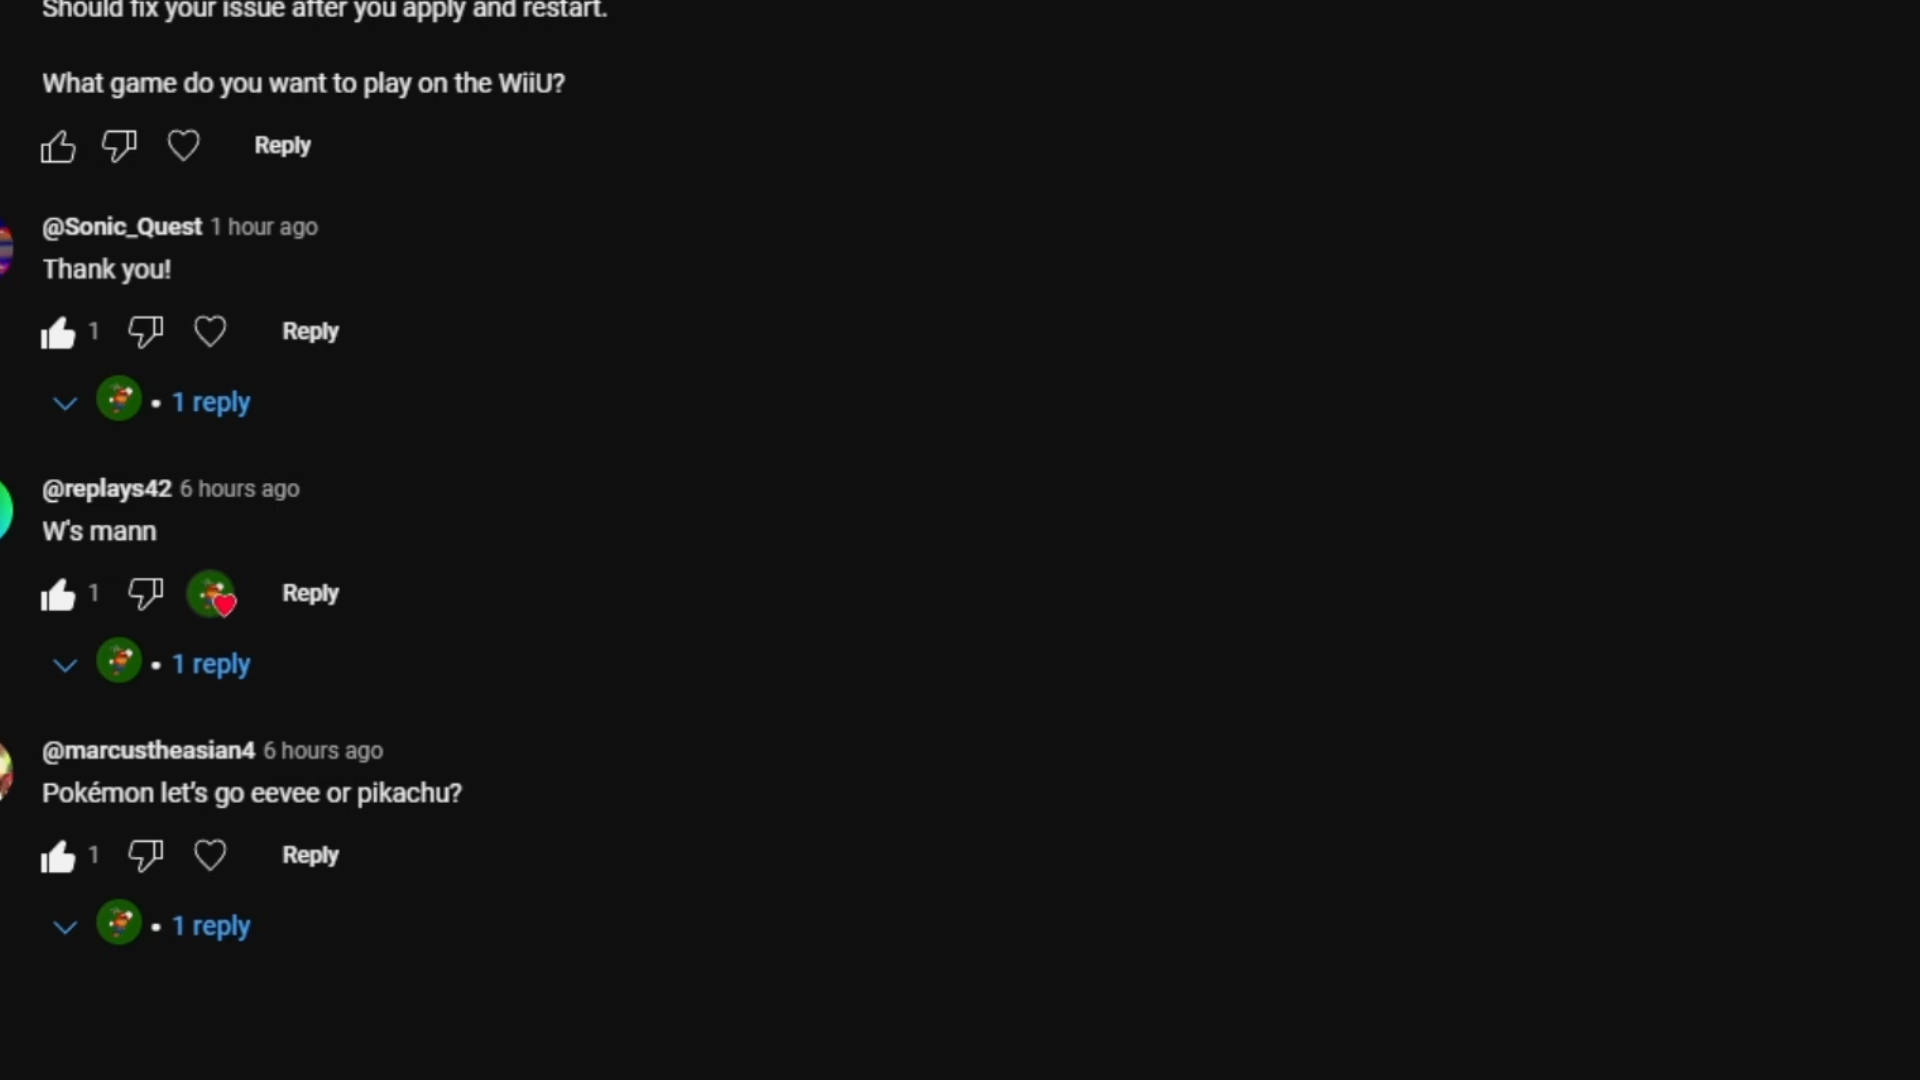 Should fix your issue after you apply and restart.
What game do you want to play on the WiiU?
Reply
@Sonic_Quest 1 hour ago
Thank you!
1 Reply
• 1 reply
@replays42 6 hours ago
W's mann
1 Reply
• 1 reply
@marcustheasian4 6 hours ago
Pokémon let's go eevee or pikachu?
1 Reply
• 1 reply